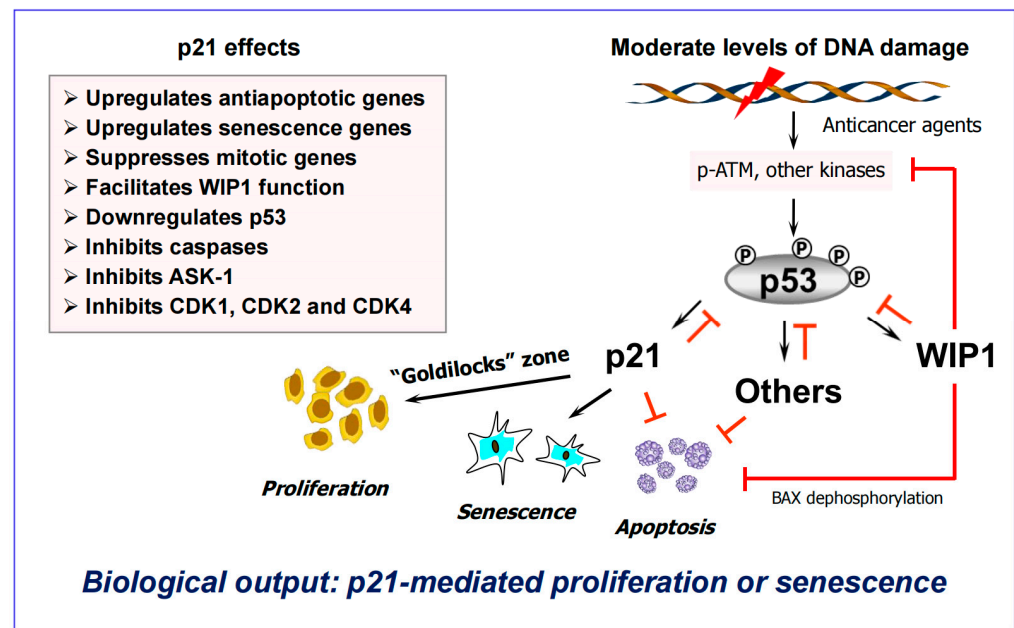 p21 effects
➢ Upregulates antiapoptotic genes
➢ Upregulates senescence genes
➢ Suppresses mitotic genes
➢ Facilitates WIP1 function
➢ Downregulates p53
➢ Inhibits caspases
➢ Inhibits ASK-1
➢ Inhibits CDK1, CDK2 and CDK4
Moderate levels of DNA damage
Anticancer agents
p-ATM, other kinases
P
P
P
P
p53
p21
WIP1
Others
“Goldilocks” zone
Proliferation
Senescence
Apoptosis
BAX dephosphorylation
Biological output: p21-mediated proliferation or senescence